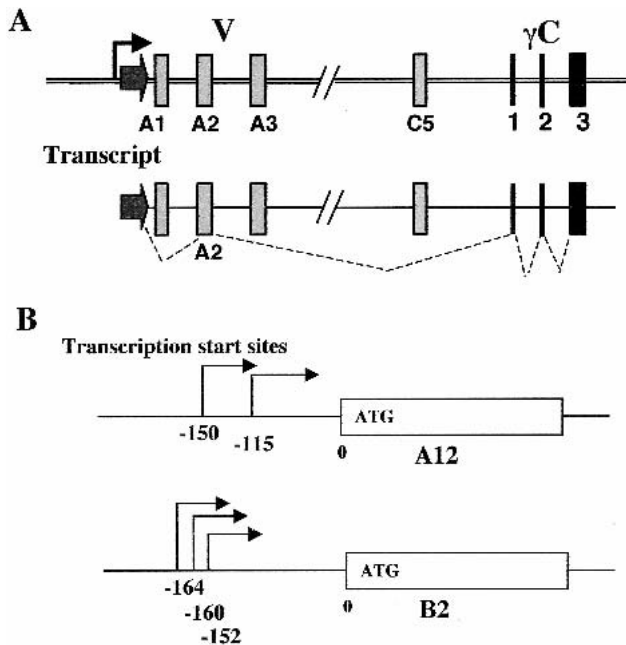 A
V
γC
A1 A2 A3 C5 1 2 3
Transcript
A2
B
Transcription start sites
-150
-115
ATG
0
A12
-164
-160
-152
ATG
0
B2